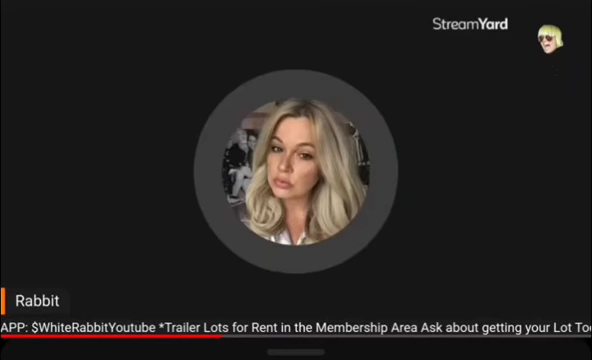 StreamYard
Rabbit
APP: $WhiteRabbitYoutube *Trailer Lots for Rent in the Membership Area Ask about getting your Lot